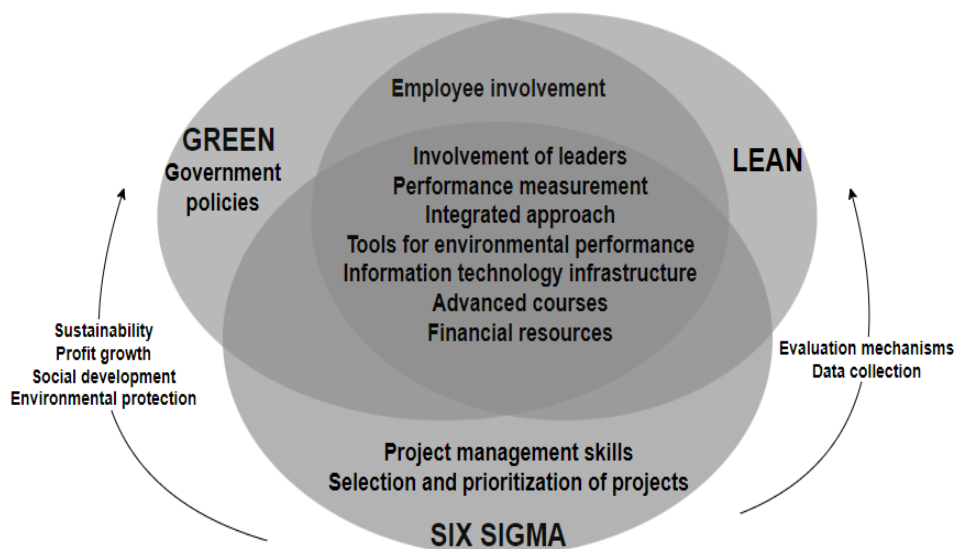 Employee involvement
GREEN
Government
policies
LEAN
Involvement of leaders
Performance measurement
Integrated approach
Tools for environmental performance
Information technology infrastructure
Advanced courses
Financial resources
Sustainability
Profit growth
Social development
Environmental protection
Evaluation mechanisms
Data collection
Project management skills
Selection and prioritization of projects
SIX SIGMA